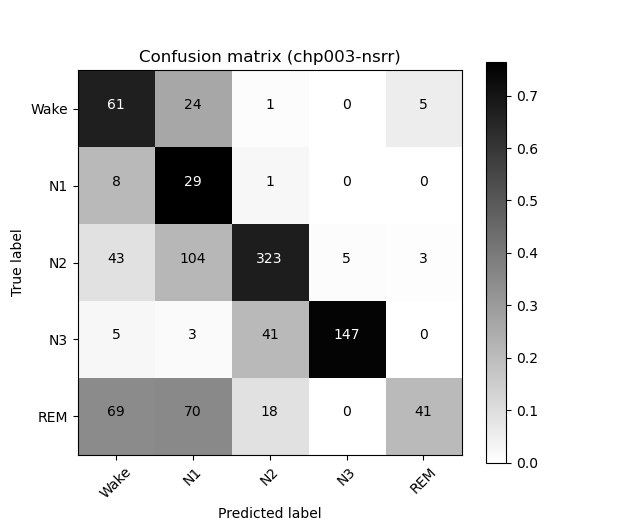 Confusion matrix (chp003-nsrr)
Wake 61 24 1 0 5
N1 8 29 1 0 0
N2 43 104 323 5 3
N3 5 3 41 147 0
REM 69 70 18 0 41
Wake N1 N2 N3 REM
Predicted label
True label
0.7
0.6
0.5
0.4
0.3
0.2
0.1
0.0